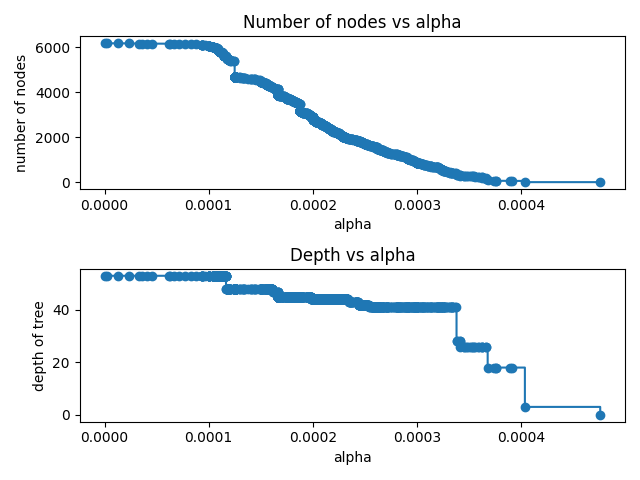 Number of nodes vs alpha
number of nodes
6000
4000
2000
0
0.0000 0.0001 0.0002 0.0003 0.0004
alpha
Depth vs alpha
depth of tree
40
20
0
0.0000 0.0001 0.0002 0.0003 0.0004
alpha